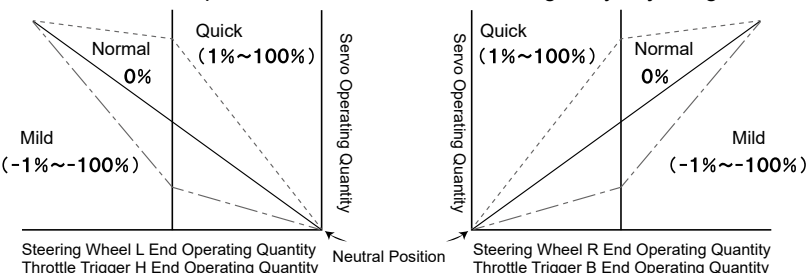 Quick
(1%~100%)
Normal
0%
Mild
(-1%~-100%)
Servo Operating Quantity
Steering Wheel L End Operating Quantity
Throttle Trigger H End Operating Quantity
Neutral Position
Servo Operating Quantity
Quick
(1%~100%)
Normal
0%
Mild
(-1%~-100%)
Steering Wheel R End Operating Quantity
Throttle Trigger B End Operating Quantity